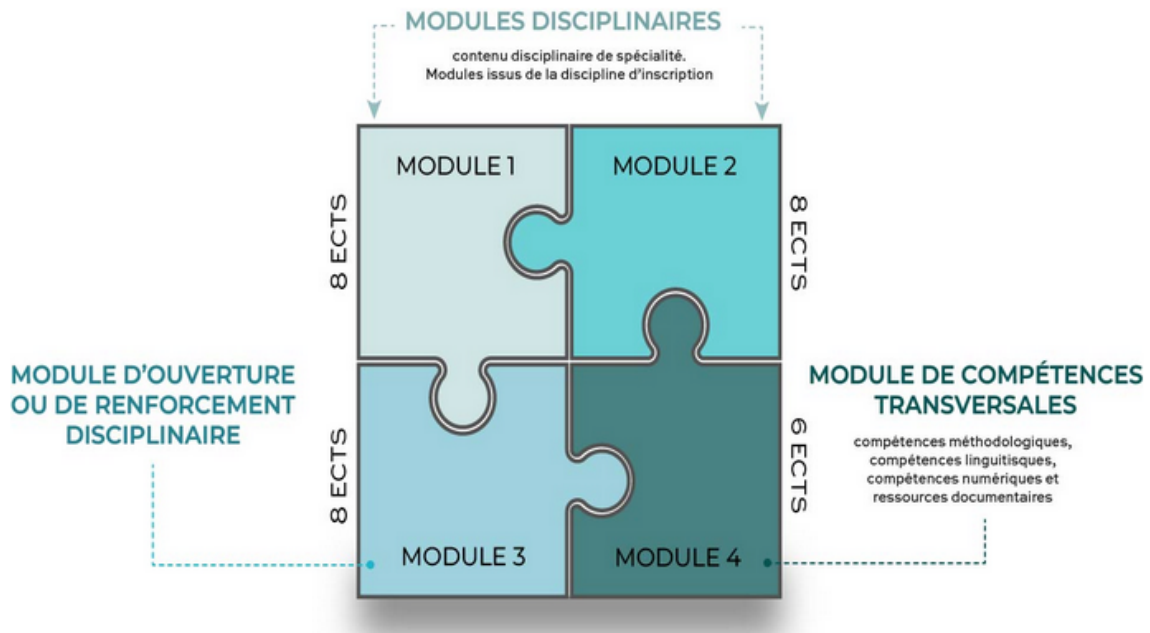 MODULES DISCIPLINAIRES
contenu disciplinaire de spécialité.
Modules issus de la discipline d'inscription
MODULE 1
MODULE 2
8 ECTS
8 ECTS
MODULE D'OUVERTURE
OU DE RENFORCEMENT
DISCIPLINAIRE
8 ECTS
MODULE 3
MODULE 4
6 ECTS
MODULE DE COMPÉTENCES
TRANSVERSALES
compétences méthodologiques,
compétences linguitisques,
compétences numériques et
ressources documentaires